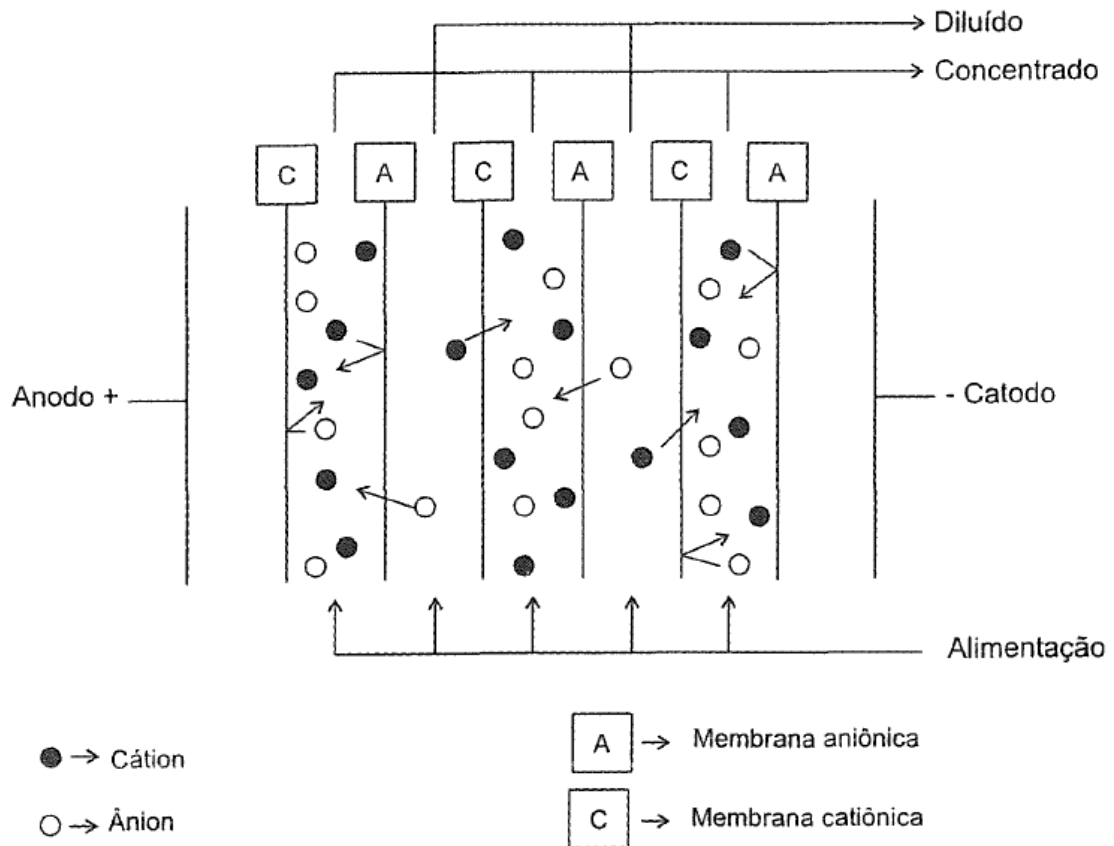 Diluído
Concentrado
C A C A C A
Anodo +
- Catodo
Alimentação
Cátion
A Membrana aniônica
Ânion
C Membrana catiônica